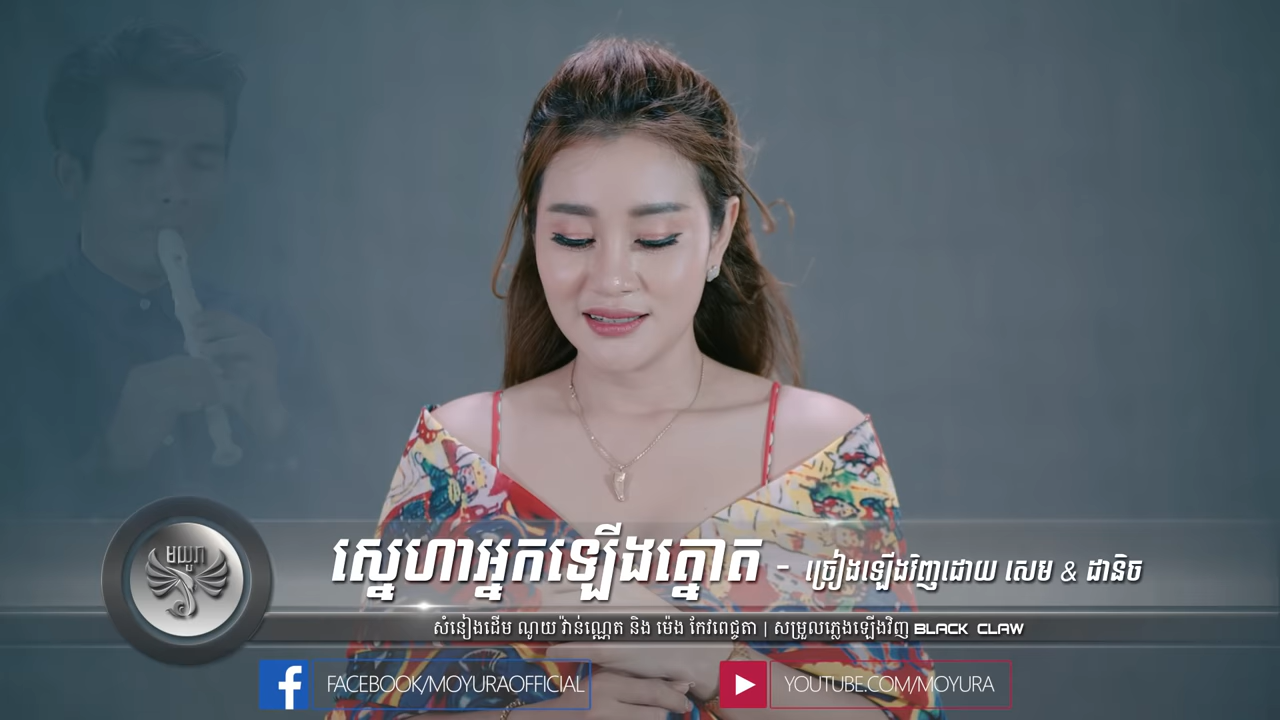 មយូរា
ស្នេហាអ្នកឡើងត្នោត - ច្រៀងឡើងវិញដោយ សេម & ដានិច
សំនៀងដើម ណូយ វ៉ាន់ណ្ណេត និង ម៉េង កែវពេជ្ចតា | សម្រួលភ្លេងឡើងវិញ BLACK CLAW
FACEBOOK/MOYURAOFFICIAL
YOUTUBE.COM/MOYURA